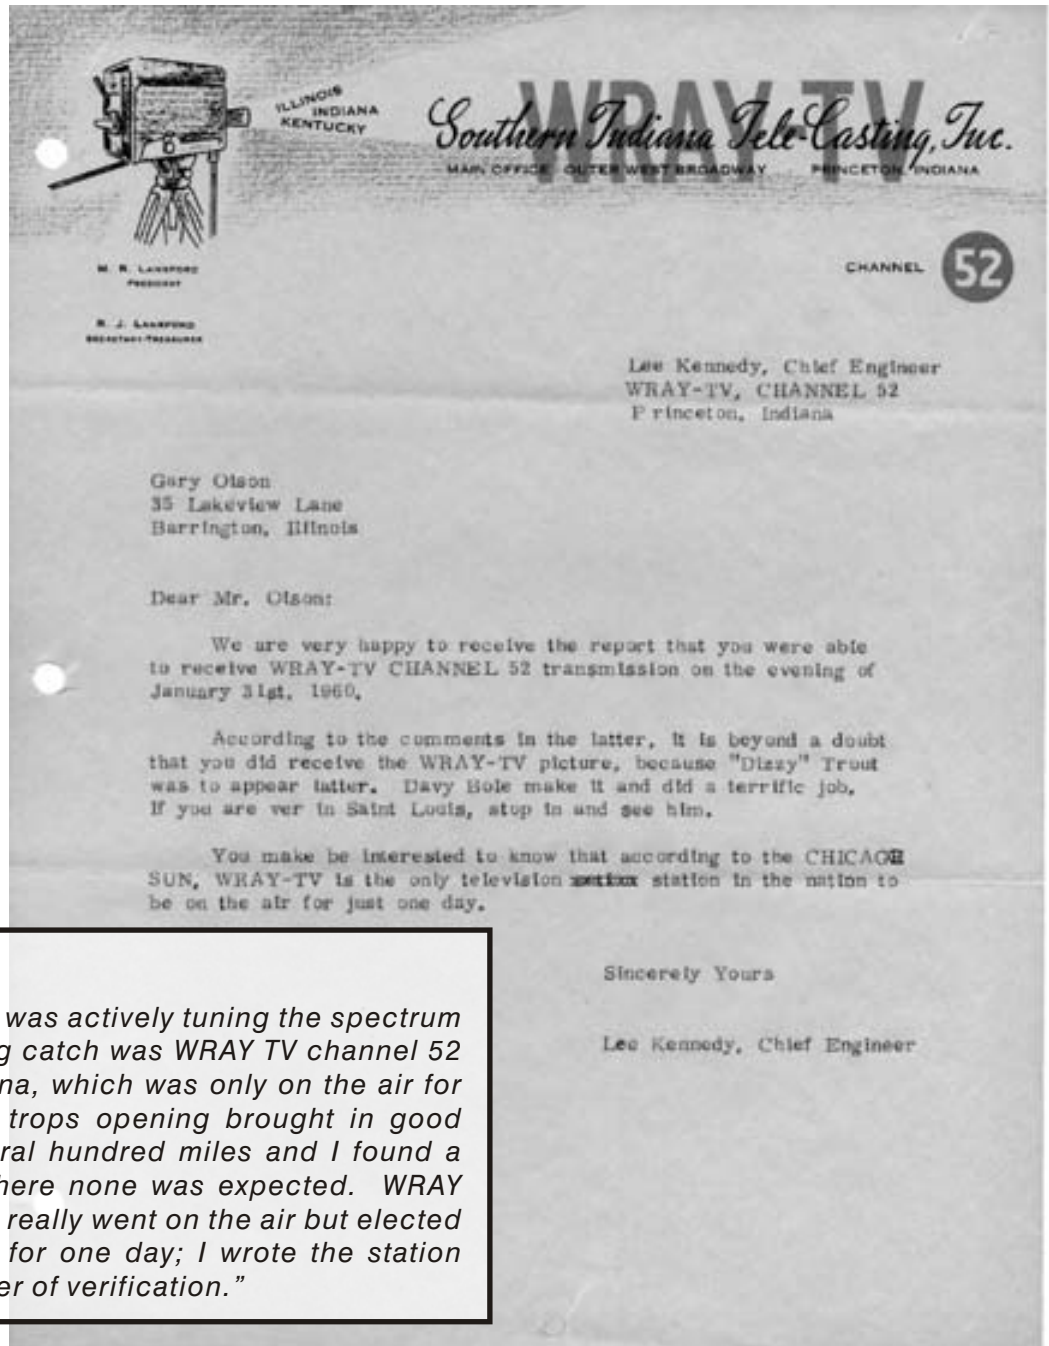 ILLINOIS
INDIANA
KENTUCKY
WRAY TV
Southern Indiana Tele-Casting, Inc.
MAIN OFFICE OUTER WEST BROADWAY PRINCETON, INDIANA
M. R. LANKFORD
PRESIDENT
R. J. LANKFORD
SECRETARY-TREASURER
CHANNEL 52
Lee Kennedy, Chief Engineer
WRAY-TV, CHANNEL 52
Princeton, Indiana
Gary Olson
35 Lakeview Lane
Barrington, Illinois
Dear Mr. Olson:
We are very happy to receive the report that you were able
to receive WRAY-TV CHANNEL 52 transmission on the evening of
January 31st, 1960.
According to the comments in the latter, it is beyond a doubt
that you did receive the WRAY-TV picture, because "Dizzy" Trout
was to appear latter. Davy Bole make it and did a terrific job.
If you are ver in Saint Louis, stop in and see him.
You make be interested to know that according to the CHICAGO
SUN, WRAY-TV is the only television station in the nation to
be on the air for just one day.
Sincerely Yours
Lee Kennedy, Chief Engineer
was actively tuning the spectrum
g catch was WRAY TV channel 52
na, which was only on the air for
trops opening brought in good
ral hundred miles and I found a
here none was expected. WRAY
really went on the air but elected
for one day; I wrote the station
er of verification."